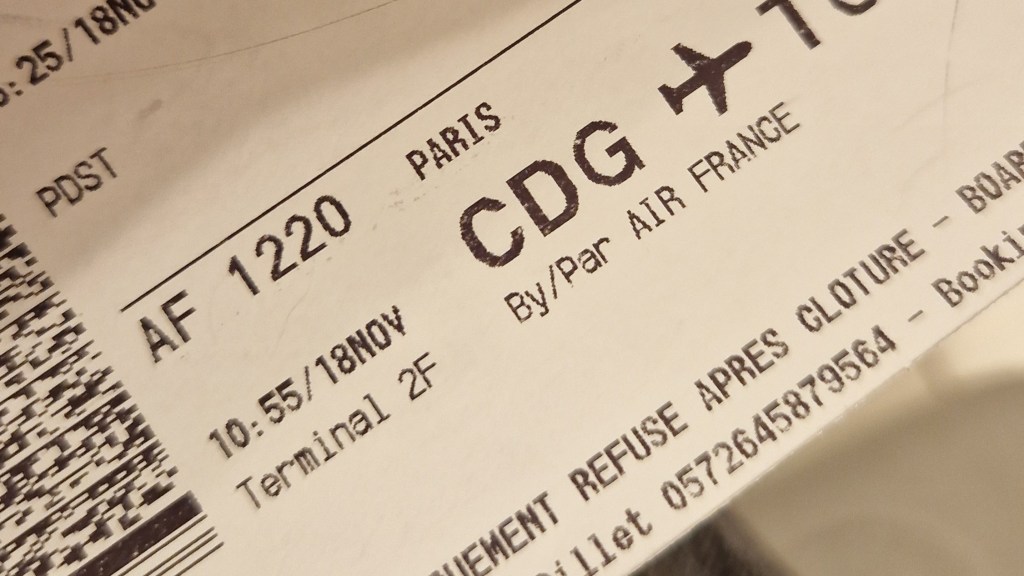 :25/18NO
PDST
AF 1220 PARIS
CDG ✈ T
10:55/18NOV By/Par AIR FRANCE
Terminal 2F
UEMENT REFUSE APRES CLOTURE - BOAR
illet 0572645879564 - Booki